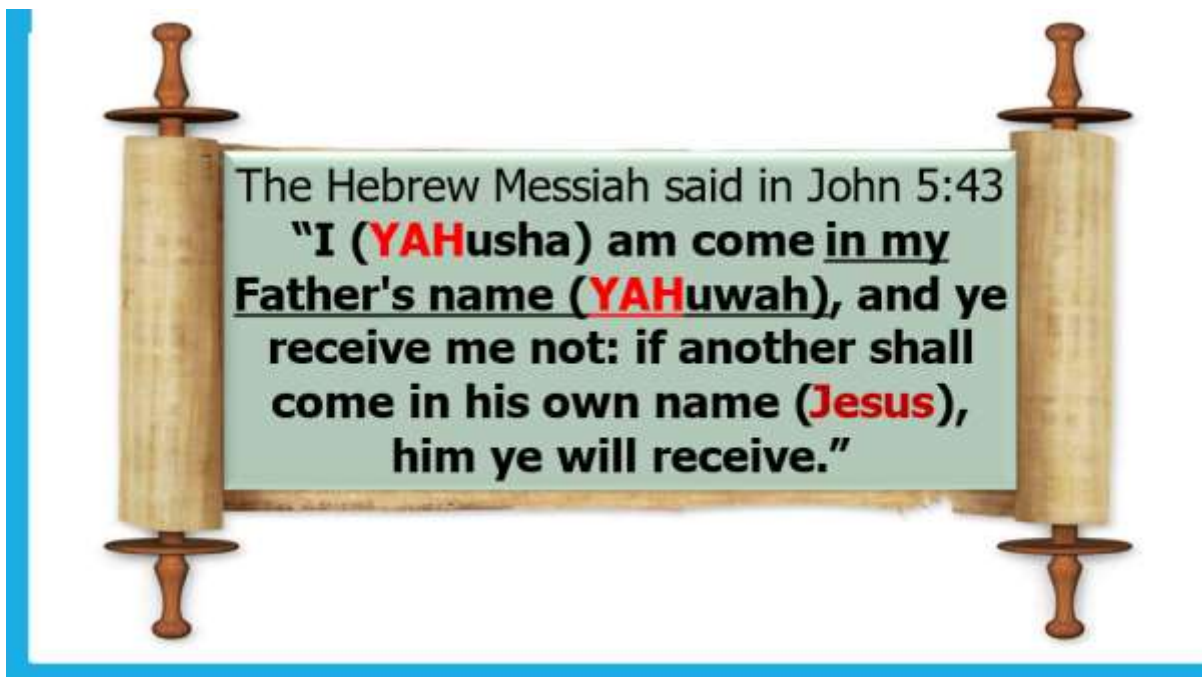 The Hebrew Messiah said in John 5:43
“I (YAHusha) am come in my
Father's name (YAHuwah), and ye
receive me not: if another shall
come in his own name (Jesus),
him ye will receive.”